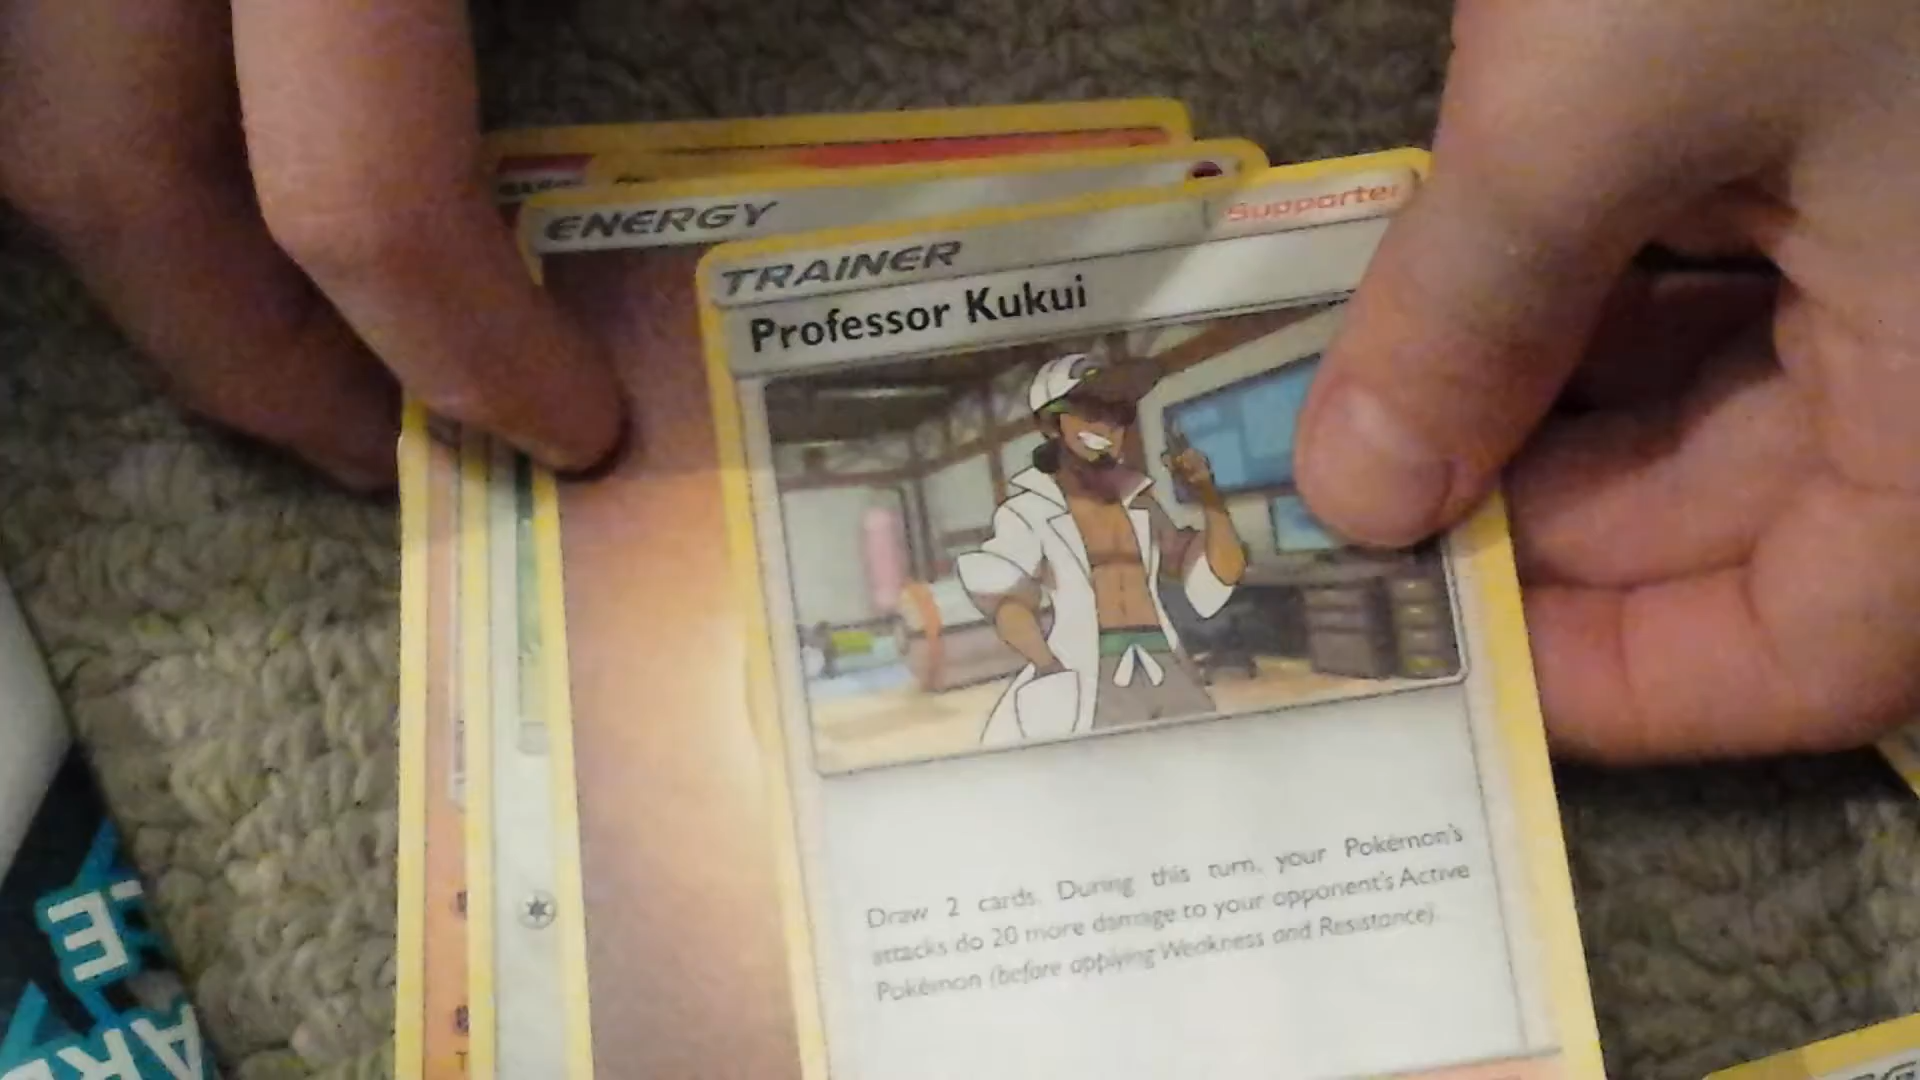 ENERGY
Supporter
TRAINER
Professor Kukui
Draw 2 cards. During this turn, your Pokémon's
attacks do 20 more damage to your opponent's Active
Pokémon (before applying Weakness and Resistance).